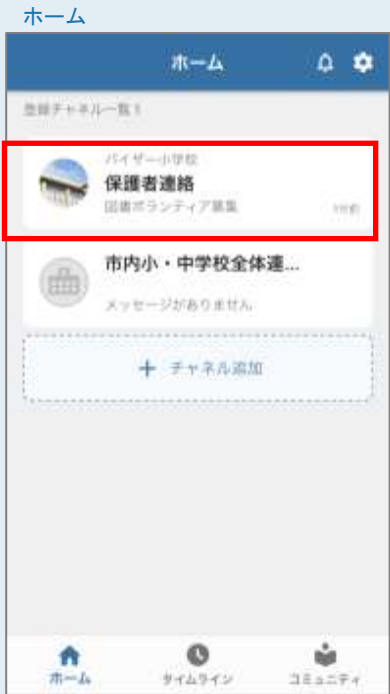 ホーム
ホーム
登録チャネル一覧
バイザー小学校
保護者連絡
図書ボランティア募集
市内小・中学校全体連...
メッセージがありません
+ チャネル追加
ホーム
タイムライン
コミュニティ